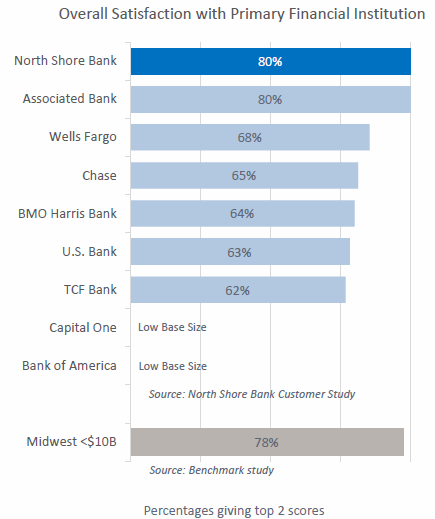 Overall Satisfaction with Primary Financial Institution
North Shore Bank 80%
Associated Bank 80%
Wells Fargo 68%
Chase 65%
BMO Harris Bank 64%
U.S. Bank 63%
TCF Bank 62%
Capital One Low Base Size
Bank of America Low Base Size
Source: North Shore Bank Customer Study
Midwest <$10B 78%
Source: Benchmark study
Percentages giving top 2 scores